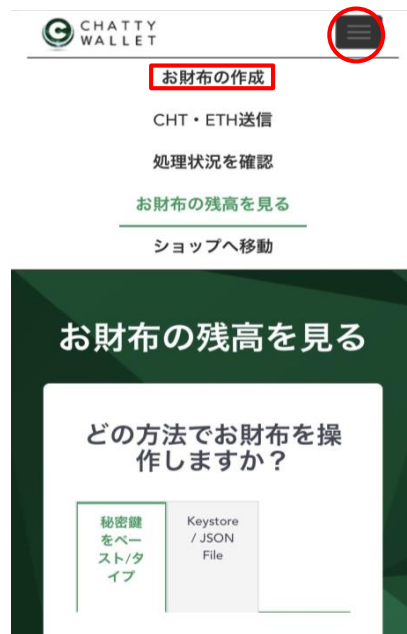 CHATTY
WALLET
お財布の作成
CHT・ETH送信
処理状況を確認
お財布の残高を見る
ショップへ移動
お財布の残高を見る
どの方法でお財布を操
作しますか？
秘密鍵
をペー
スト/タ
イプ
Keystore
/ JSON
File